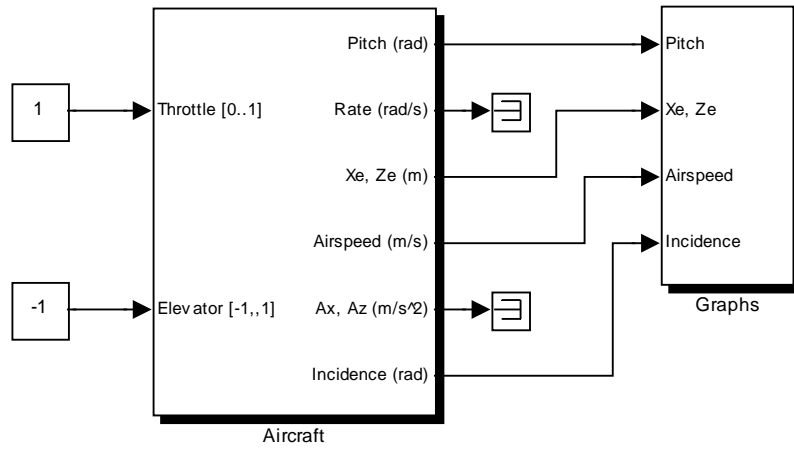 1
-1
Throttle [0..1]
Elevator [-1,,1]
Pitch (rad)
Rate (rad/s)
Xe, Ze (m)
Airspeed (m/s)
Ax, Az (m/s^2)
Incidence (rad)
Aircraft
Pitch
Xe, Ze
Airspeed
Incidence
Graphs